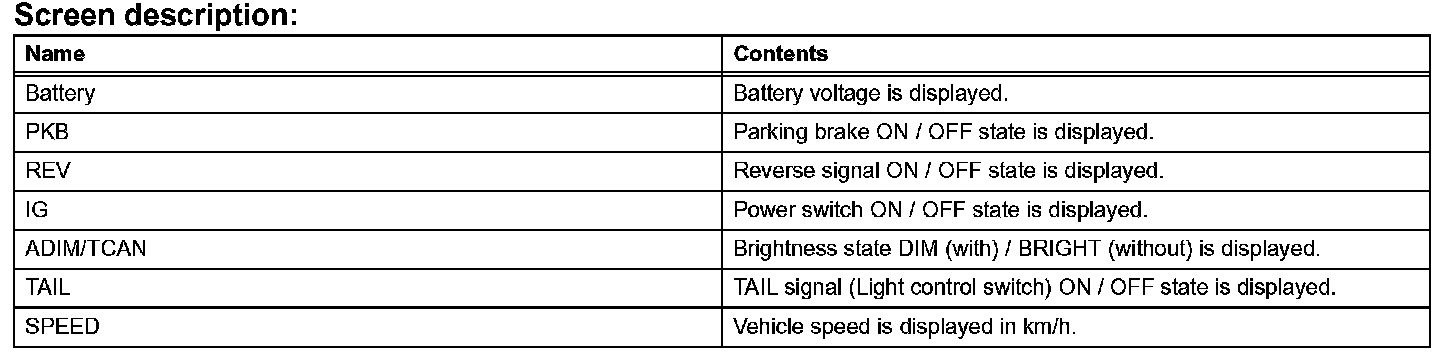 Screen description:
Name Contents
Battery Battery voltage is displayed.
PKB Parking brake ON / OFF state is displayed.
REV Reverse signal ON / OFF state is displayed.
IG Power switch ON / OFF state is displayed.
ADIM/TCAN Brightness state DIM (with) / BRIGHT (without) is displayed.
TAIL TAIL signal (Light control switch) ON / OFF state is displayed.
SPEED Vehicle speed is displayed in km/h.